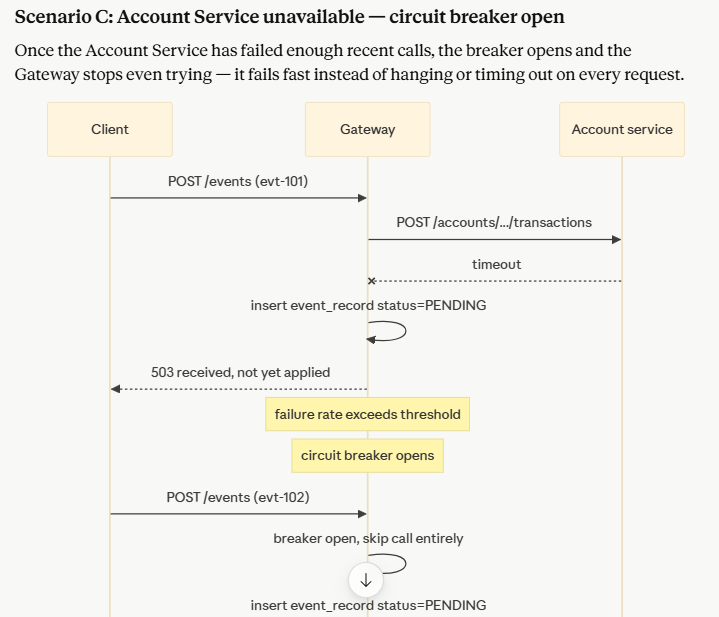 Scenario C: Account Service unavailable — circuit breaker open
Once the Account Service has failed enough recent calls, the breaker opens and the
Gateway stops even trying — it fails fast instead of hanging or timing out on every request.
Client
Gateway
Account service
POST /events (evt-101)
POST /accounts/.../transactions
timeout
insert event_record status=PENDING
503 received, not yet applied
failure rate exceeds threshold
circuit breaker opens
POST /events (evt-102)
breaker open, skip call entirely
insert event_record status=PENDING